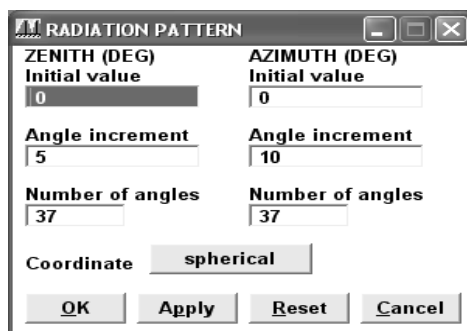 RADIATION PATTERN
ZENITH (DEG) AZIMUTH (DEG)
Initial value Initial value
0 0
Angle increment Angle increment
5 10
Number of angles Number of angles
37 37
Coordinate spherical
OK Apply Reset Cancel